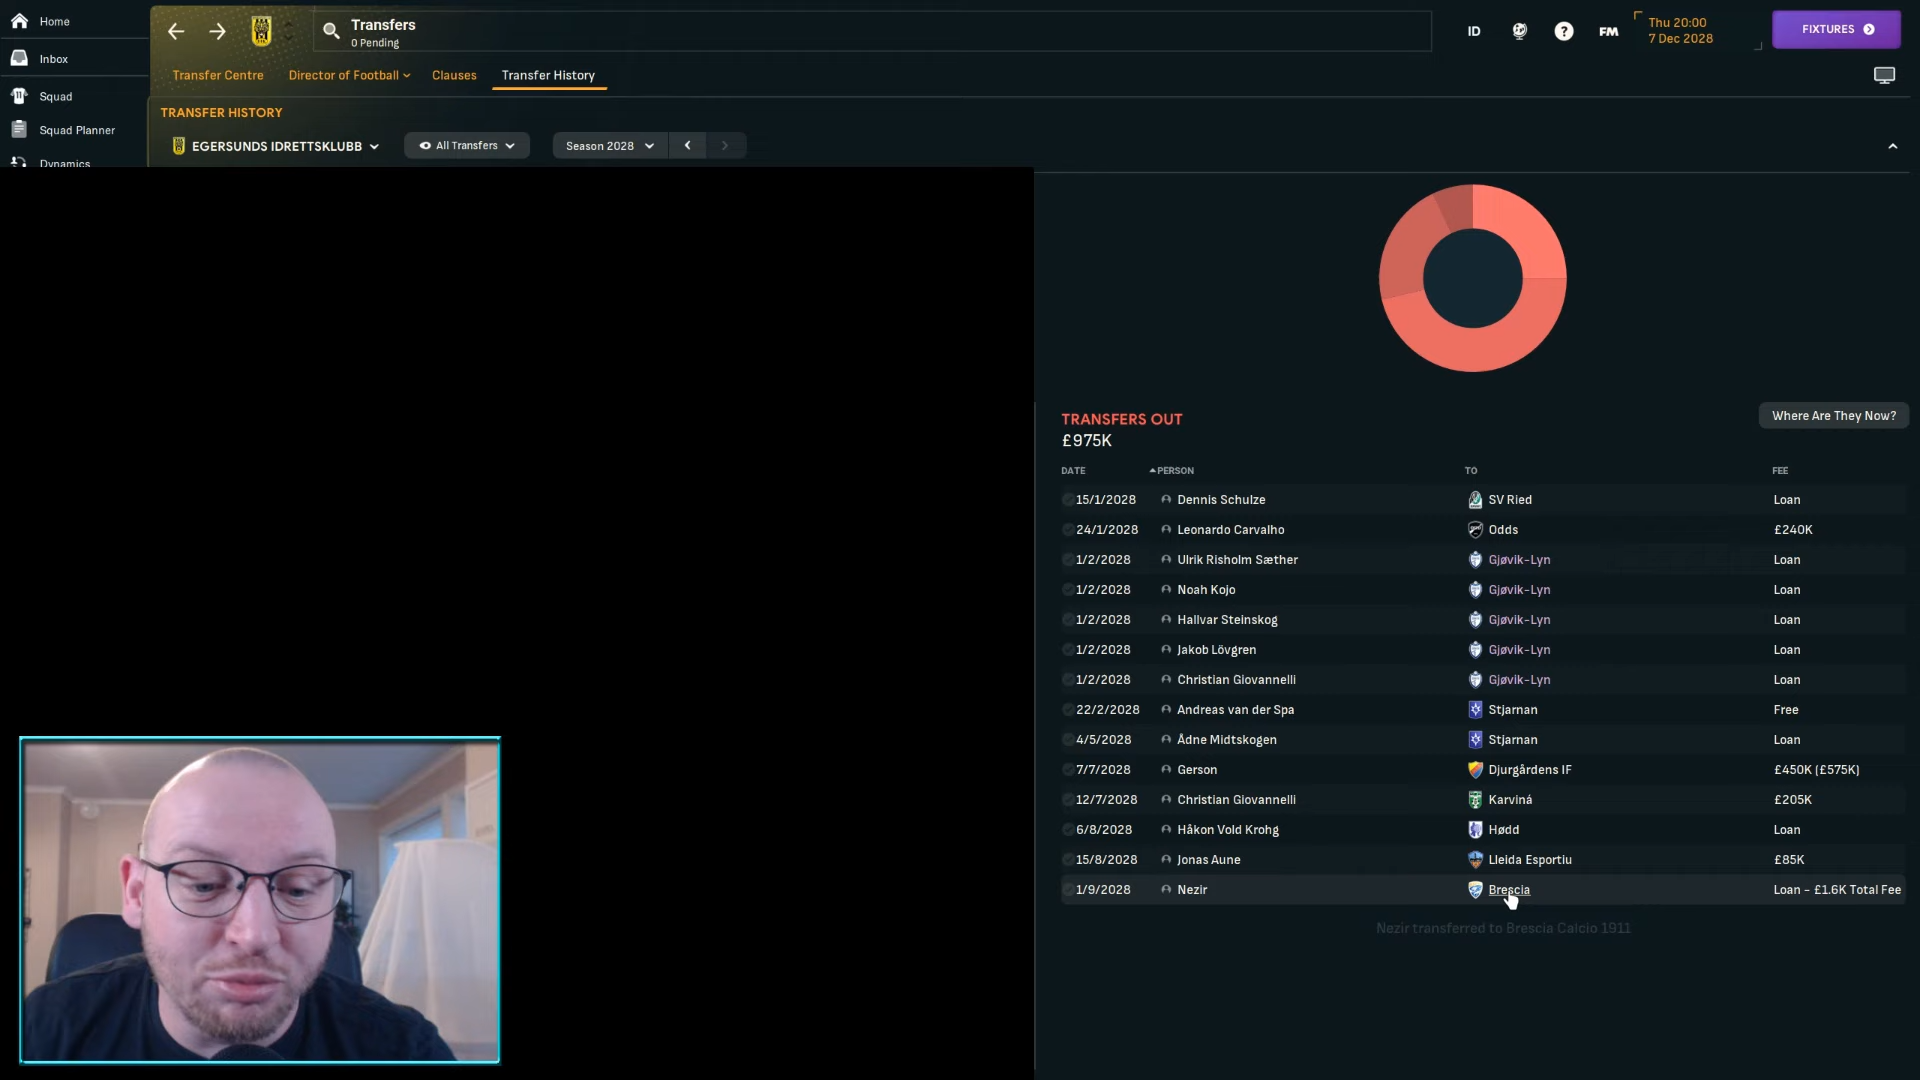 Home
Transfers
0 Pending
ID
FM
Thu 20:00
7 Dec 2028
FIXTURES
Inbox
Transfer Centre
Director of Football
Clauses
Transfer History
Squad
TRANSFER HISTORY
Squad Planner
EGERSUNDS IDRETTSKLUBB
All Transfers
Season 2028
Dynamics
TRANSFERS OUT
Where Are They Now?
£975K
DATE PERSON TO FEE
15/1/2028 Dennis Schulze SV Ried Loan
24/1/2028 Leonardo Carvalho Odds £240K
1/2/2028 Ulrik Risholm Sæther Gjøvik-Lyn Loan
1/2/2028 Noah Kojo Gjøvik-Lyn Loan
1/2/2028 Hallvar Steinskog Gjøvik-Lyn Loan
1/2/2028 Jakob Lövgren Gjøvik-Lyn Loan
1/2/2028 Christian Giovannelli Gjøvik-Lyn Loan
22/2/2028 Andreas van der Spa Stjarnan Free
4/5/2028 Ådne Midtskogen Stjarnan Loan
7/7/2028 Gerson Djurgårdens IF £450K (£575K)
12/7/2028 Christian Giovannelli Karviná £205K
6/8/2028 Håkon Vold Krohg Hødd Loan
15/8/2028 Jonas Aune Lleida Esportiu £85K
1/9/2028 Nezir Brescia Loan - £1.6K Total Fee
Nezir transferred to Brescia Calcio 1911